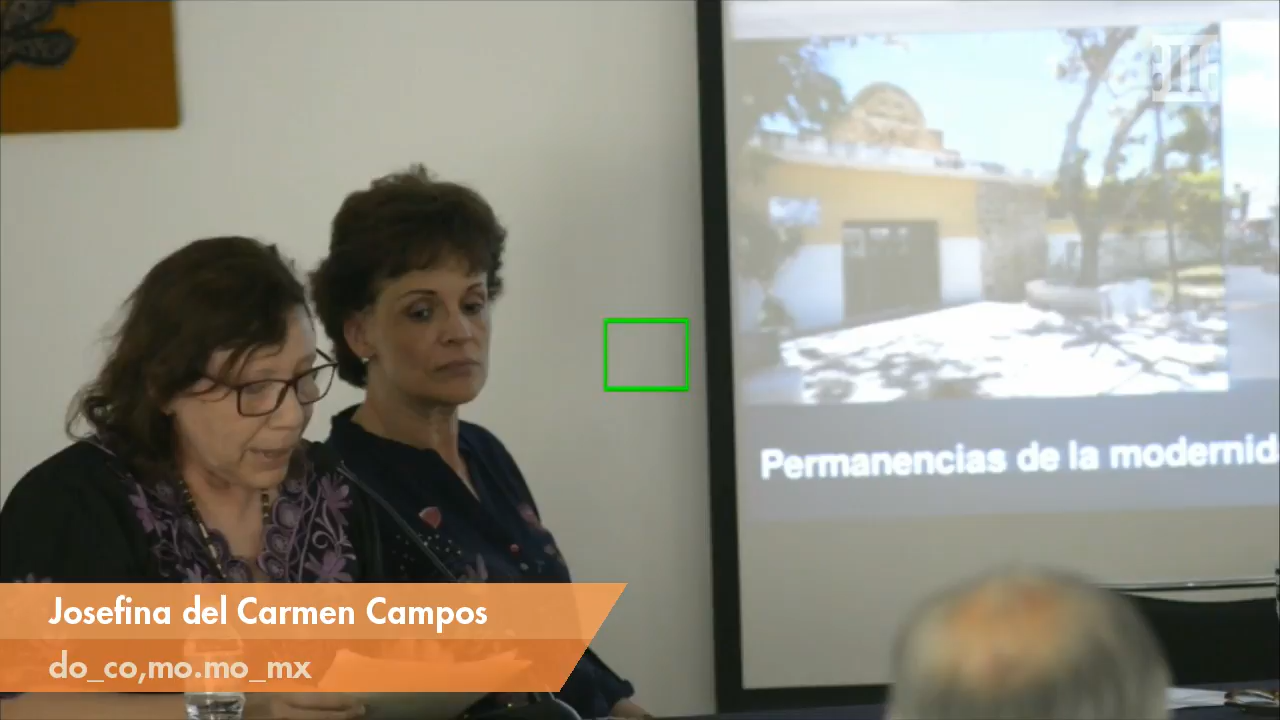 Permanencias de la modernid
Josefina del Carmen Campos
do_co,mo.mo_mx